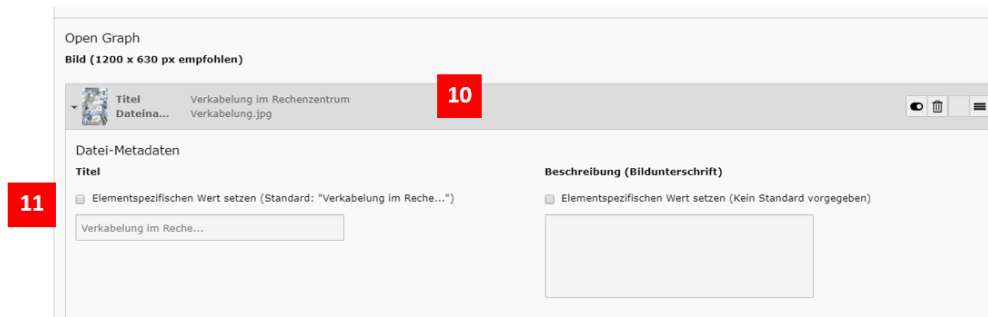 Open Graph
Bild (1200 x 630 px empfohlen)
10
Titel Verkabelung im Rechenzentrum
Dateina... Verkabelung.jpg
Datei-Metadaten
Titel
Beschreibung (Bildunterschrift)
11
Elementspezifischen Wert setzen (Standard: "Verkabelung im Reche...")
Elementspezifischen Wert setzen (Kein Standard vorgegeben)
Verkabelung im Reche...